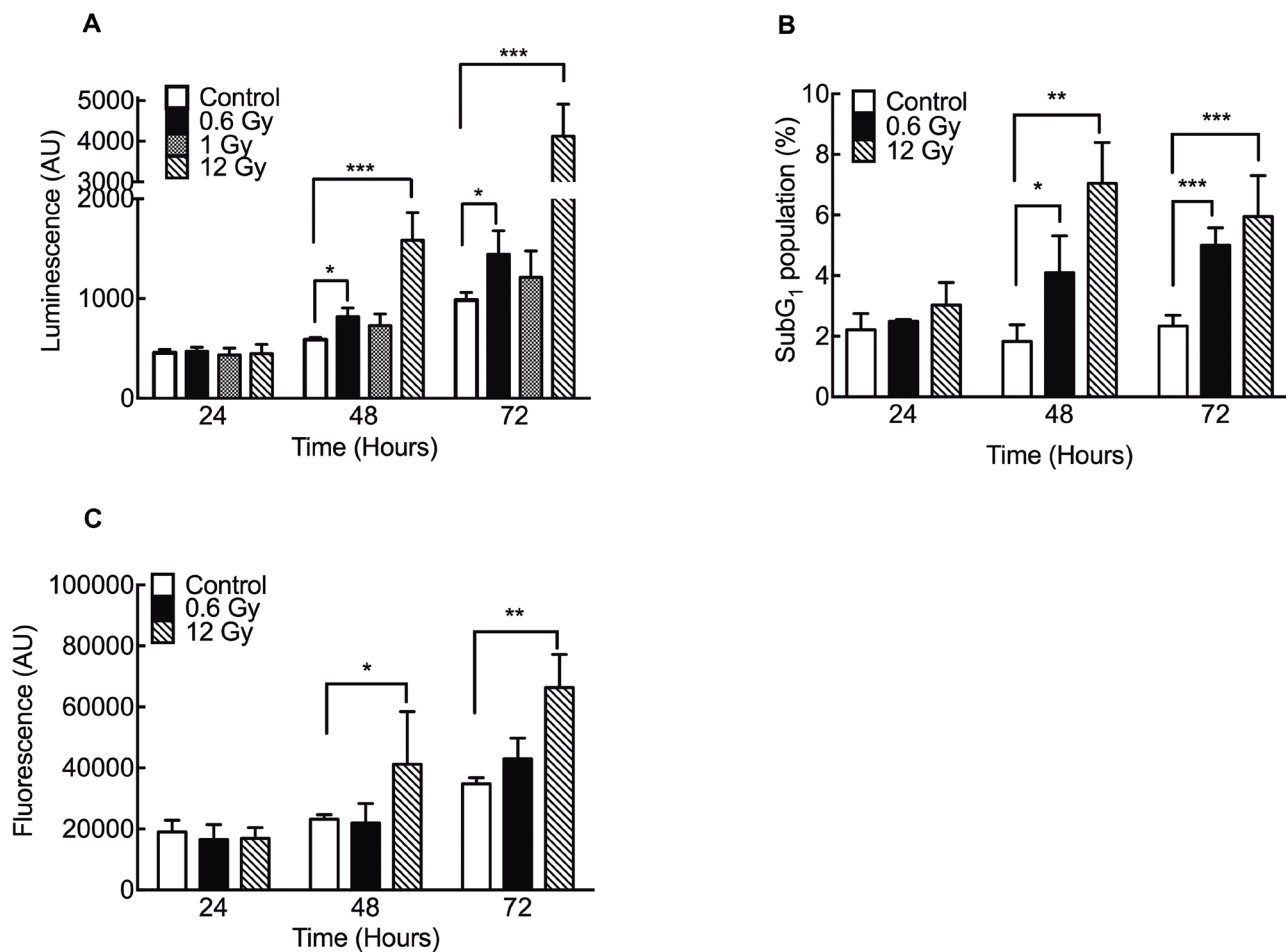 A
Control
0.6 Gy
1 Gy
12 Gy
5000
4000
3000
2000
1000
0
Luminescence (AU)
***
*
***
*
24
48
72
Time (Hours)
B
Control
0.6 Gy
12 Gy
10
8
6
4
2
0
SubG1 population (%)
**
*
***
***
24
48
72
Time (Hours)
C
Control
0.6 Gy
12 Gy
100000
80000
60000
40000
20000
0
Fluorescence (AU)
*
**
24
48
72
Time (Hours)